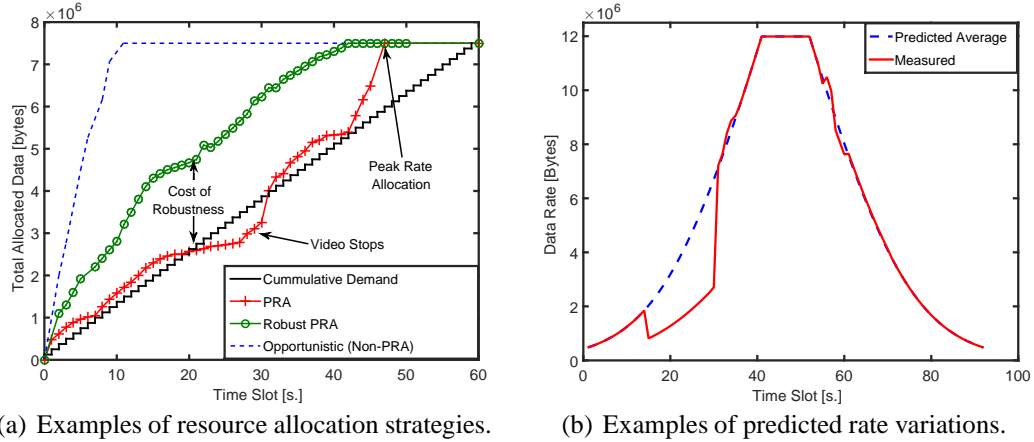 ×10⁶
8
7
6
5
4
3
2
1
0
Total Allocated Data [bytes]
0 10 20 30 40 50 60
Time Slot [s.]
Cost of
Robustness
Video Stops
Peak Rate
Allocation
Cummulative Demand
PRA
Robust PRA
Opportunistic (Non-PRA)
(a) Examples of resource allocation strategies.
×10⁶
12
10
8
6
4
2
0
Data Rate [Bytes]
0 20 40 60 80 100
Time Slot [s.]
Predicted Average
Measured
(b) Examples of predicted rate variations.